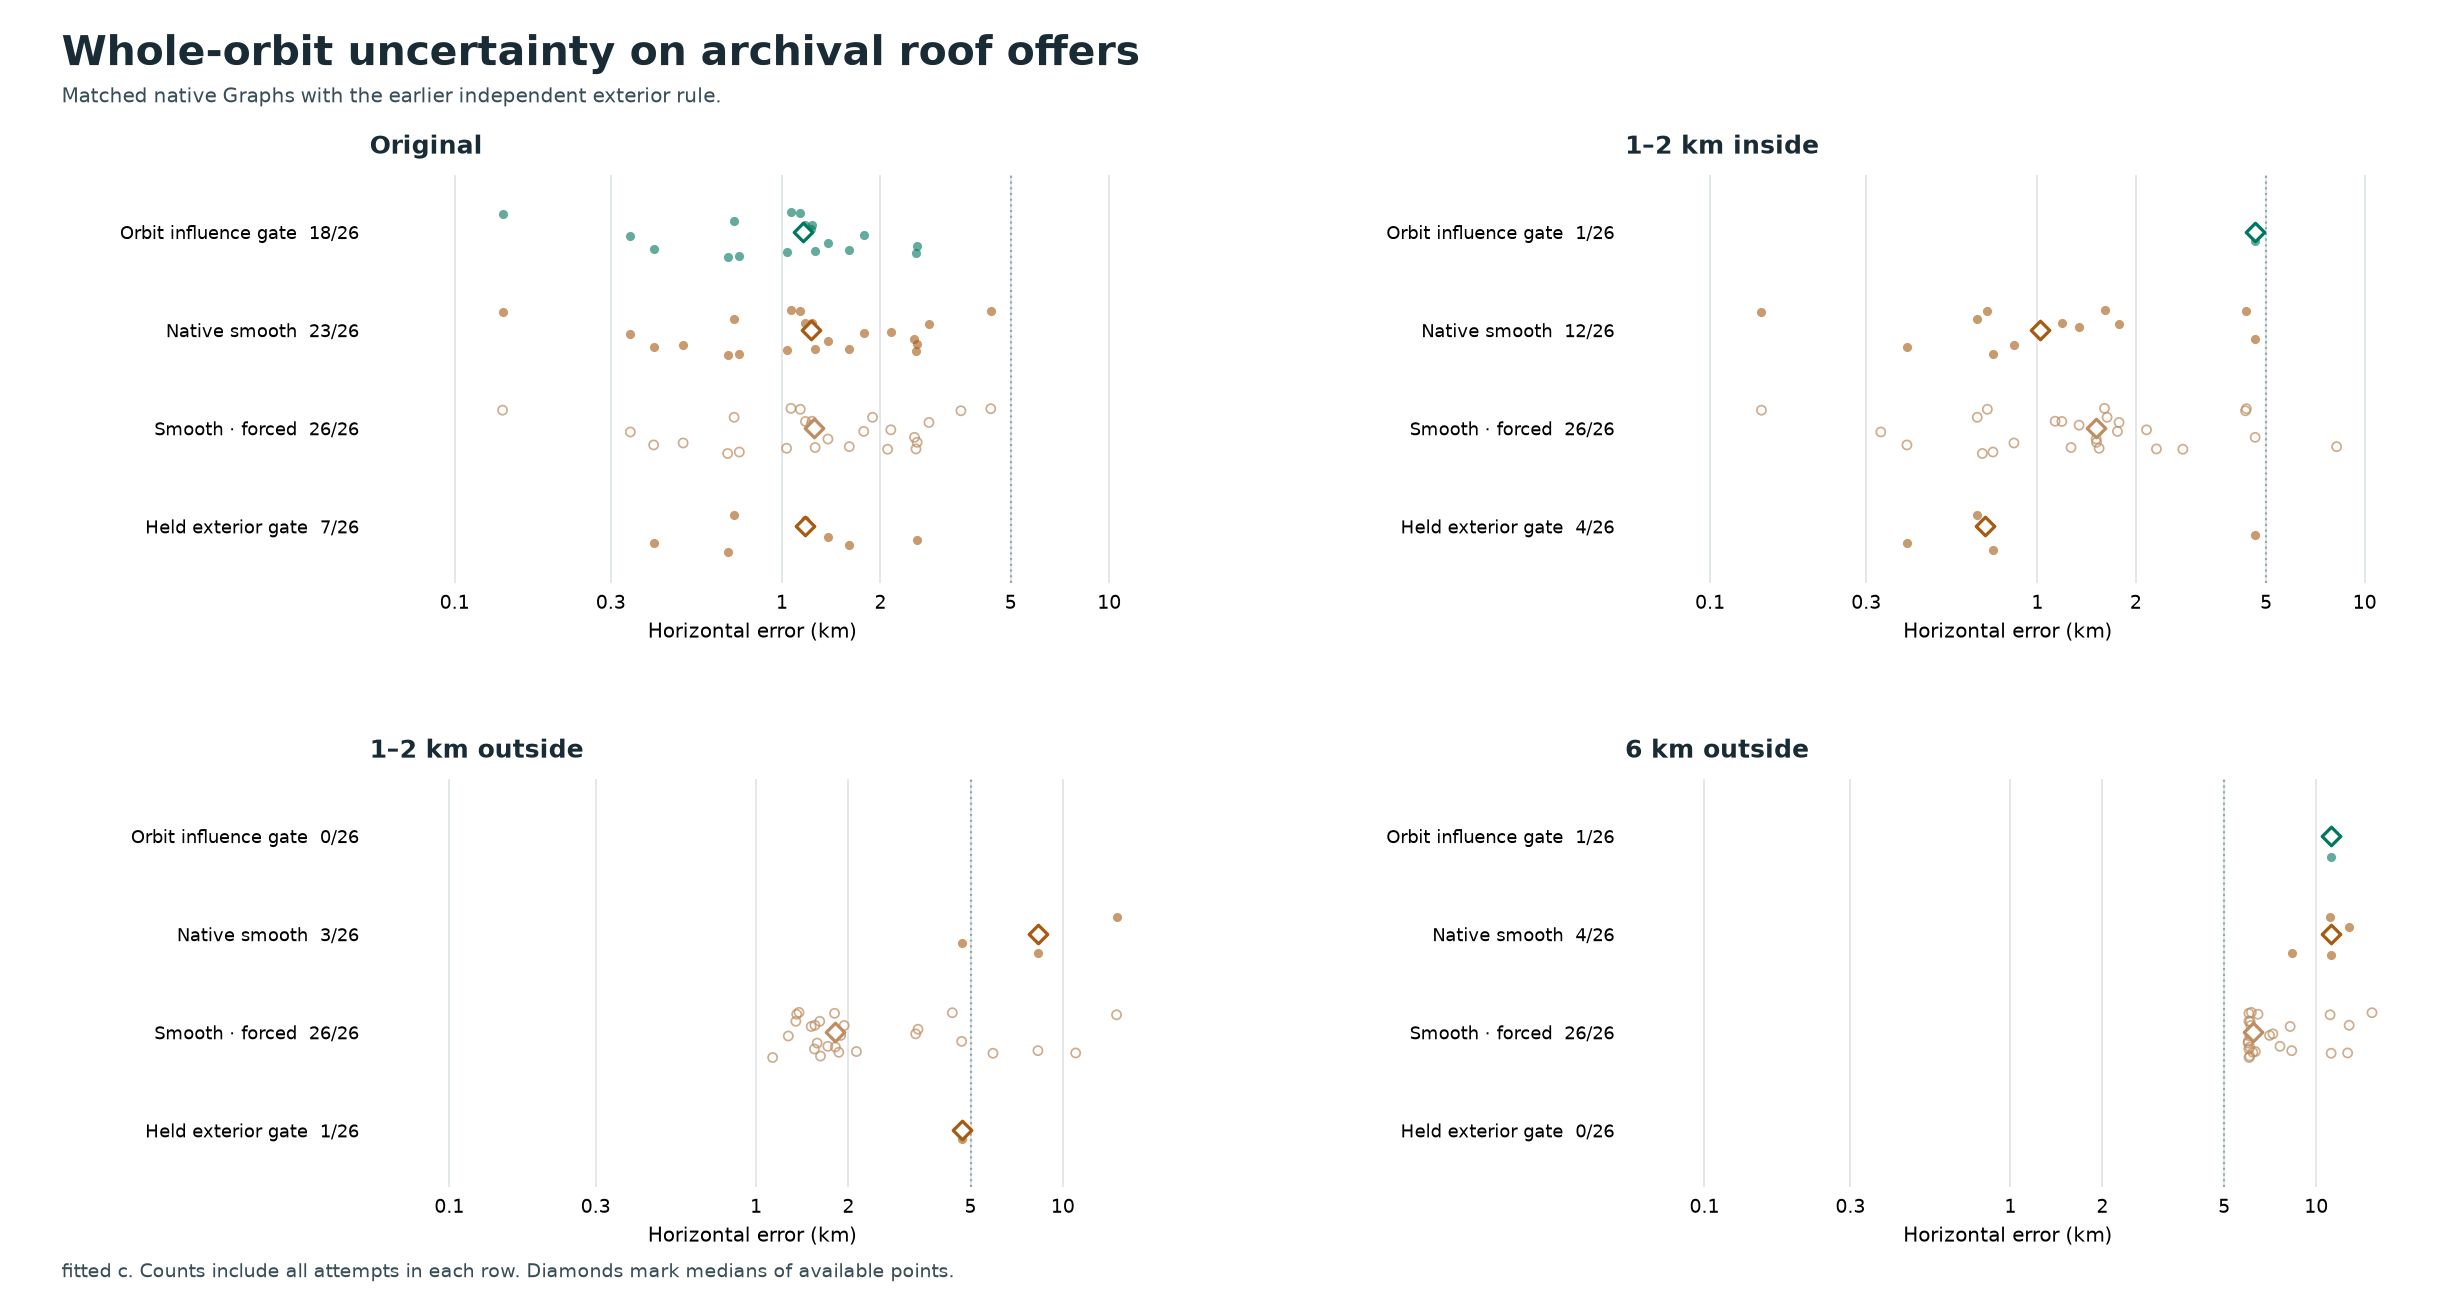 Whole-orbit uncertainty on archival roof offers
Matched native Graphs with the earlier independent exterior rule.
Original
Orbit influence gate 18/26
Native smooth 23/26
Smooth · forced 26/26
Held exterior gate 7/26
0.1 0.3 1 2 5 10
Horizontal error (km)
1–2 km inside
Orbit influence gate 1/26
Native smooth 12/26
Smooth · forced 26/26
Held exterior gate 4/26
0.1 0.3 1 2 5 10
Horizontal error (km)
1–2 km outside
Orbit influence gate 0/26
Native smooth 3/26
Smooth · forced 26/26
Held exterior gate 1/26
0.1 0.3 1 2 5 10
Horizontal error (km)
6 km outside
Orbit influence gate 1/26
Native smooth 4/26
Smooth · forced 26/26
Held exterior gate 0/26
0.1 0.3 1 2 5 10
Horizontal error (km)
fitted c. Counts include all attempts in each row. Diamonds mark medians of available points.